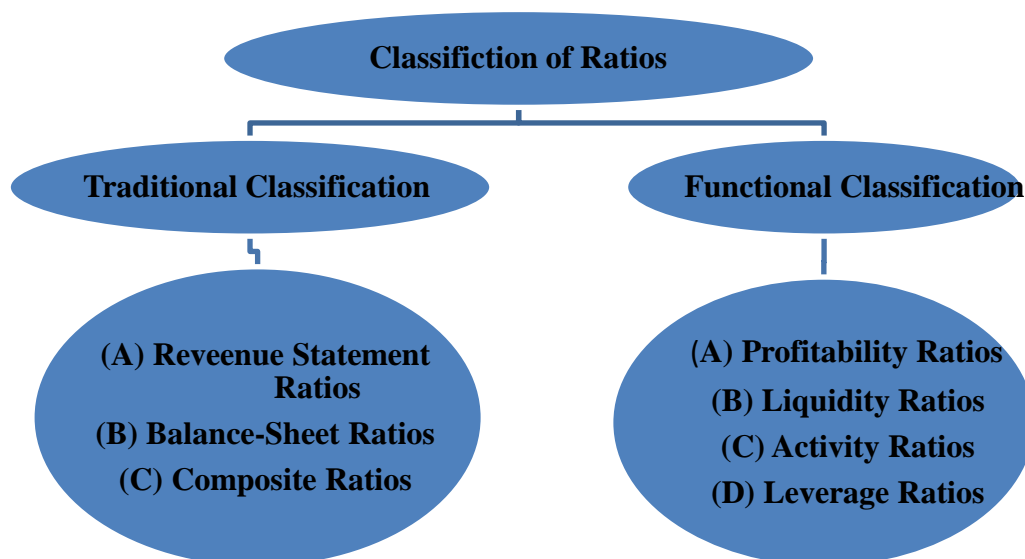 Classifiction of Ratios
Traditional Classification
Functional Classification
(A) Reveenue Statement
Ratios
(B) Balance-Sheet Ratios
(C) Composite Ratios
(A) Profitability Ratios
(B) Liquidity Ratios
(C) Activity Ratios
(D) Leverage Ratios